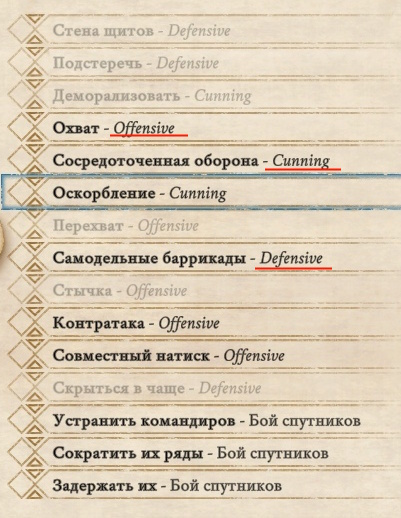 Стена щитов - Defensive
Подстеречь - Defensive
Деморализовать - Cunning
Охват - Offensive
Сосредоточенная оборона - Cunning
Оскорбление - Cunning
Перехват - Offensive
Самодельные баррикады - Defensive
Стычка - Offensive
Контратака - Offensive
Совместный натиск - Offensive
Скрыться в чаще - Defensive
Устранить командиров - Бой спутников
Сократить их ряды - Бой спутников
Задержать их - Бой спутников